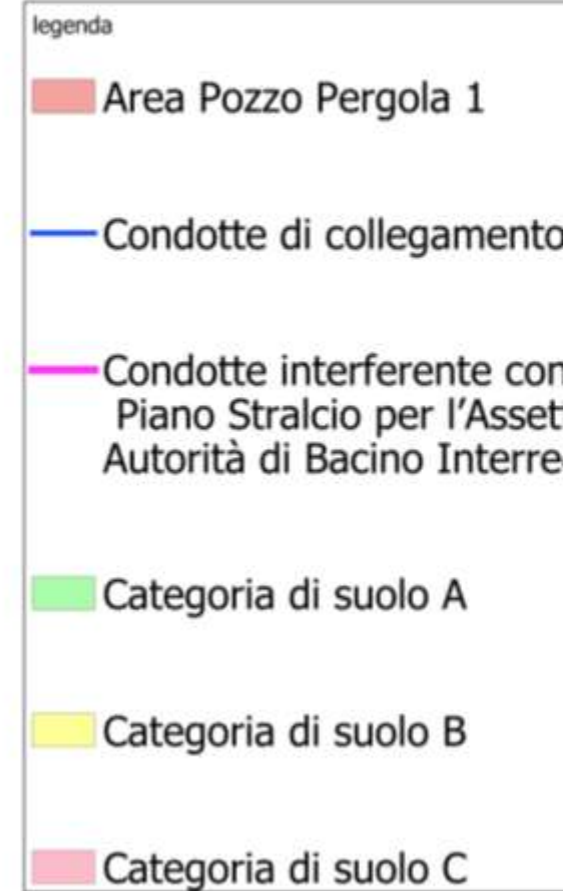 legenda
Area Pozzo Pergola 1
Condotte di collegamento
Condotte interferente con
Piano Stralcio per l'Asset
Autorità di Bacino Interre
Categoria di suolo A
Categoria di suolo B
Categoria di suolo C